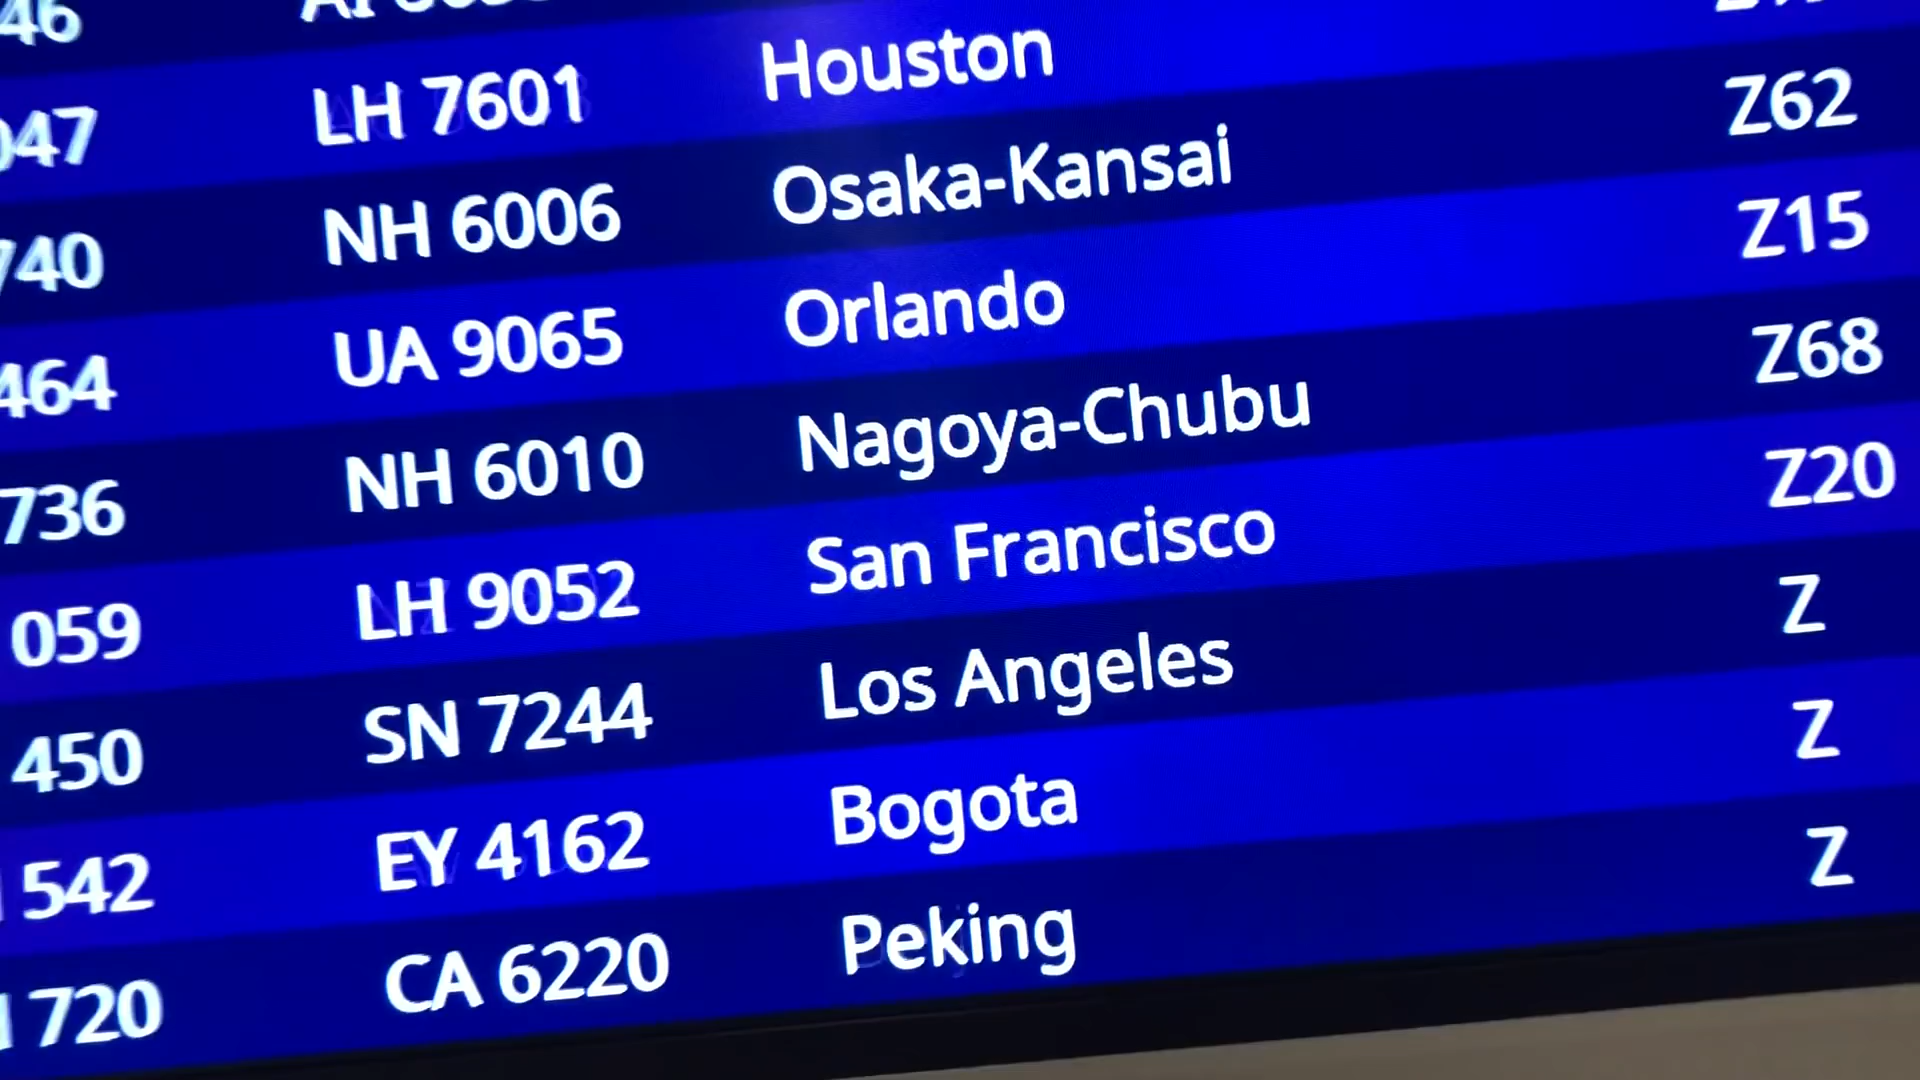 46
047 LH 7601 Houston
740 NH 6006 Osaka-Kansai Z62
464 UA 9065 Orlando Z15
736 NH 6010 Nagoya-Chubu Z68
059 LH 9052 San Francisco Z20
450 SN 7244 Los Angeles Z
542 EY 4162 Bogota Z
720 CA 6220 Peking Z